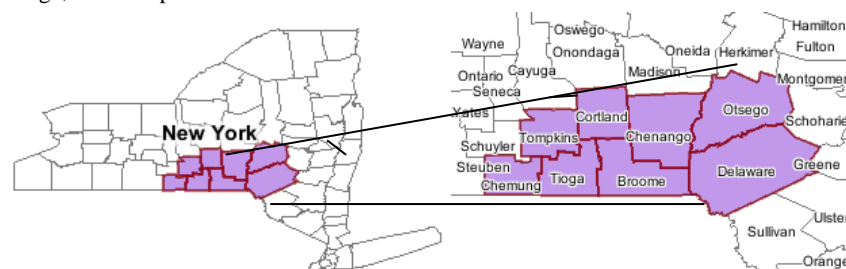 New York
Hamilton
Oswego
Wayne
Onondaga
Oneida
Herkimer
Fulton
Ontario
Cayuga
Madison
Montgomer
Seneca
Yates
Cortland
Otsego
Schoharie
Tompkins
Chenango
Schuyler
Steuben
Greene
Chemung
Tioga
Broome
Delaware
Ulster
Sullivan
Orange